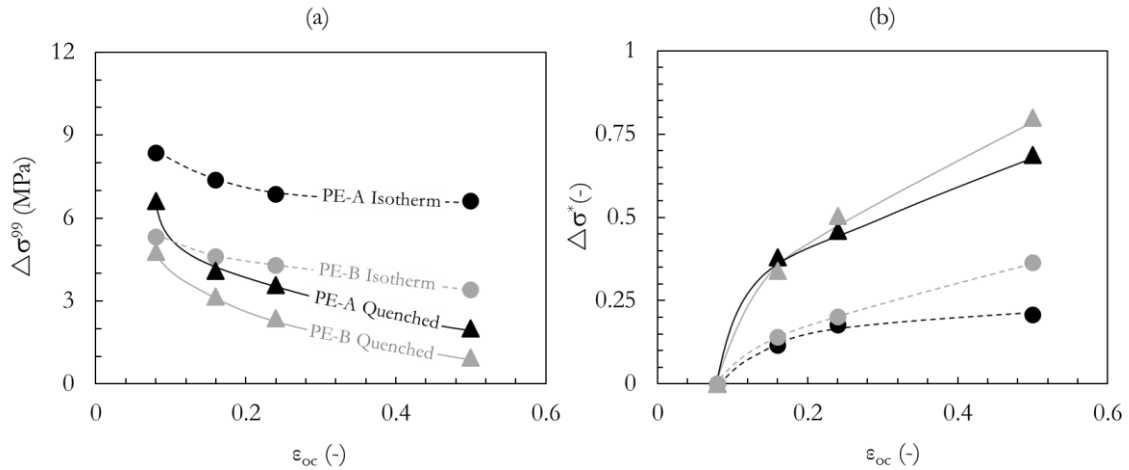 (a)
12
9
6
3
0
0
0.2
0.4
0.6
△σ⁹⁹ (MPa)
ε_oc (-)
PE-A Isotherm
PE-B Isotherm
PE-A Quenched
PE-B Quenched
(b)
1
0.75
0.5
0.25
0
0
0.2
0.4
0.6
△σ* (-)
ε_oc (-)